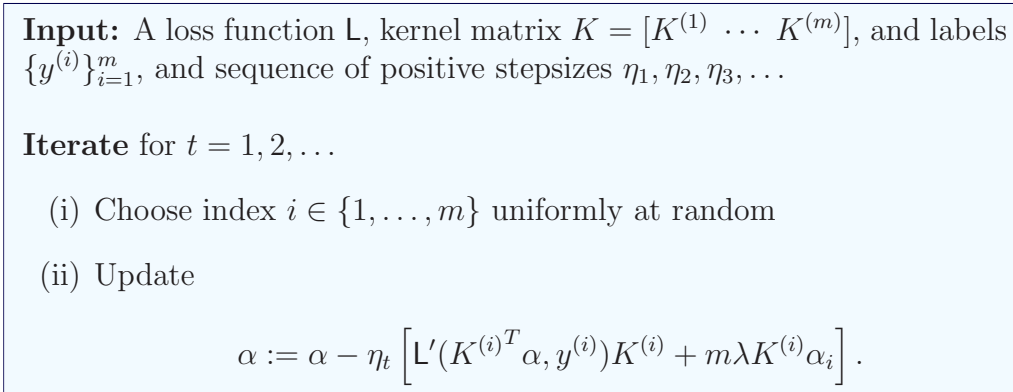 Input: A loss function L, kernel matrix K = [K^{(1)} ⋯ K^{(m)}], and labels
{y^{(i)}}_{i=1}^{m}, and sequence of positive stepsizes η_1, η_2, η_3, …
Iterate for t = 1, 2, …
(i) Choose index i ∈ {1, …, m} uniformly at random
(ii) Update
α := α − η_t [L′(K^{(i)^T} α, y^{(i)})K^{(i)} + mλK^{(i)}α_i].